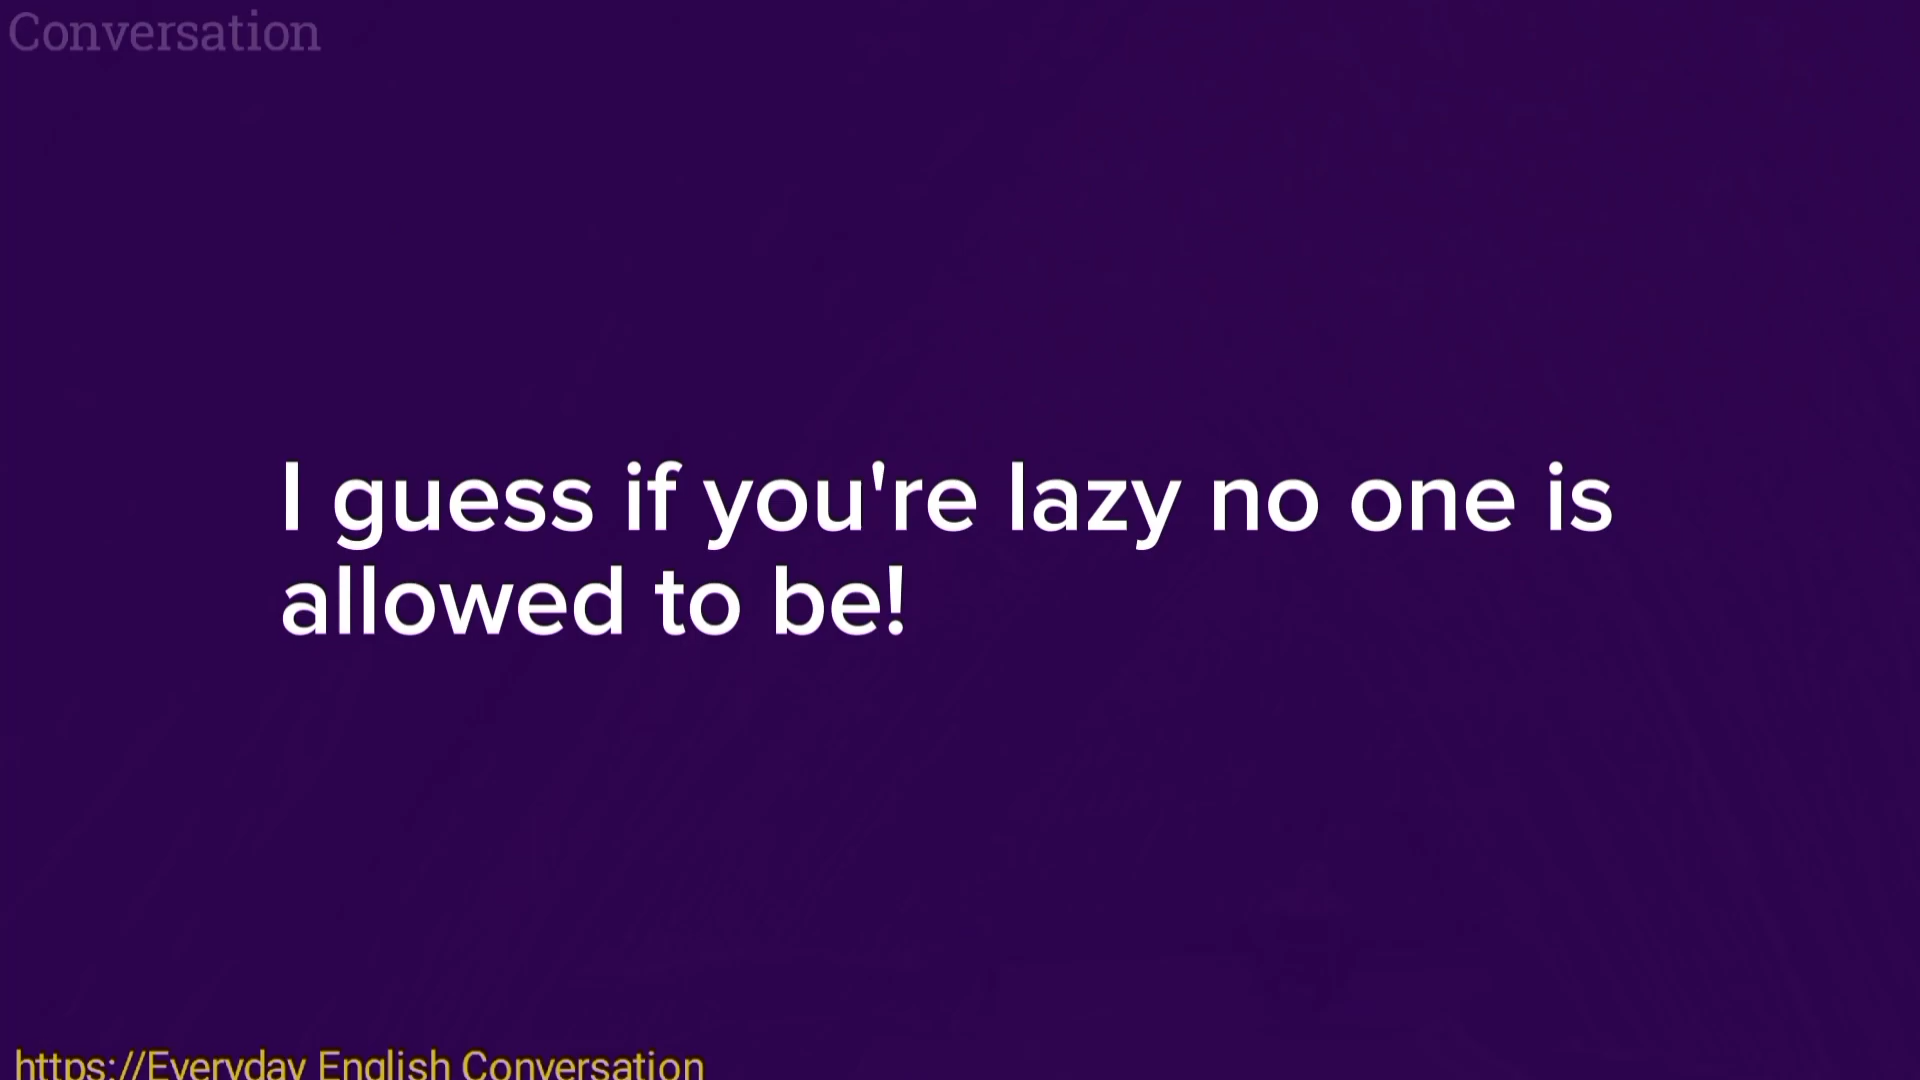 Conversation
I guess if you're lazy no one is
allowed to be!
https://Everyday English Conversation